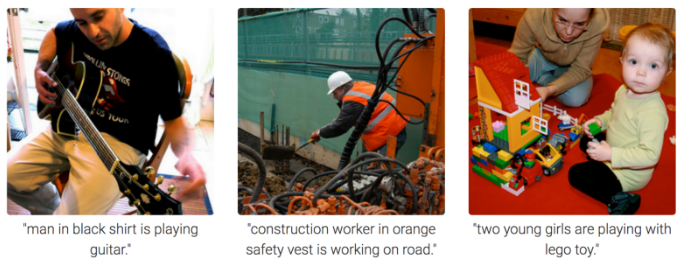 "man in black shirt is playing
guitar."
"construction worker in orange
safety vest is working on road."
"two young girls are playing with
lego toy."